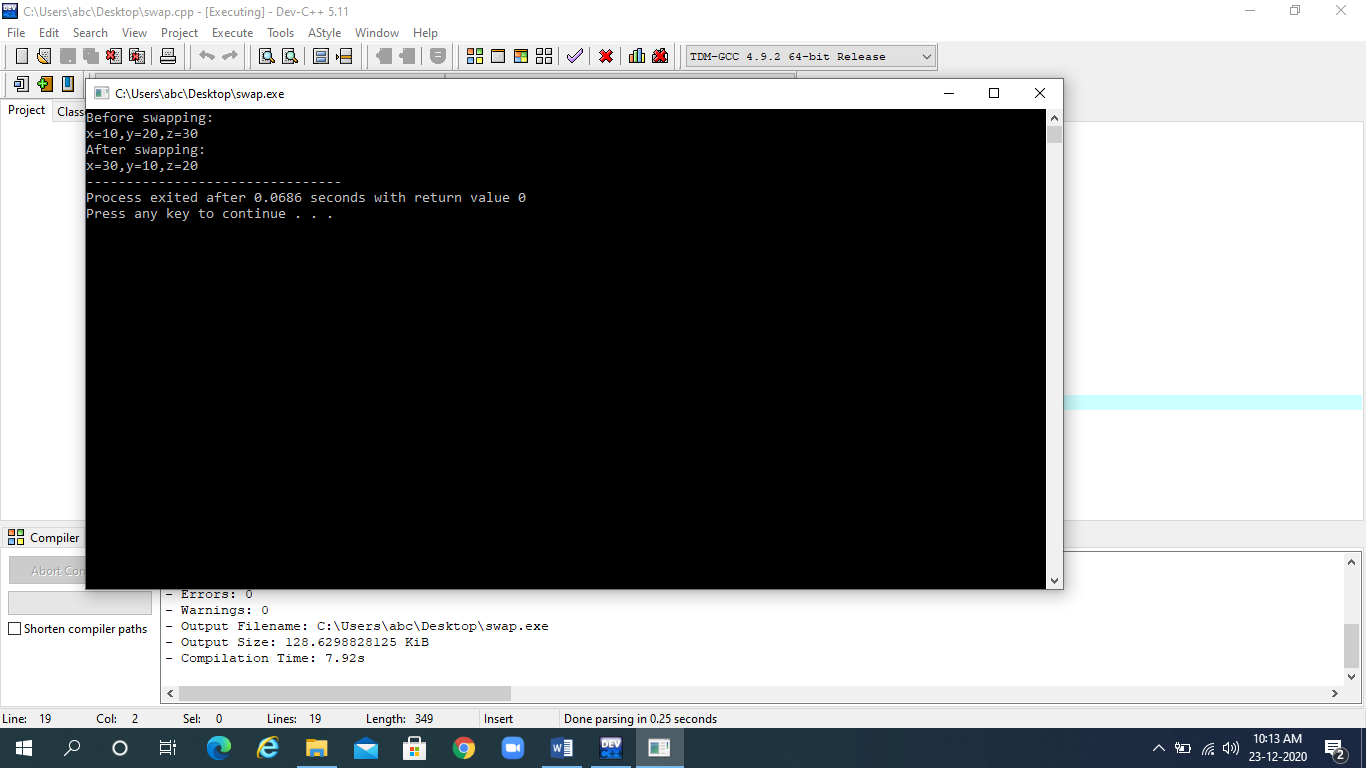 C:\Users\abc\Desktop\swap.cpp - [Executing] - Dev-C++ 5.11
File Edit Search View Project Execute Tools AStyle Window Help
TDM-GCC 4.9.2 64-bit Release
Project Class
C:\Users\abc\Desktop\swap.exe
Before swapping:
x=10,y=20,z=30
After swapping:
x=30,y=10,z=20
--------------------------------
Process exited after 0.0686 seconds with return value 0
Press any key to continue . . .
Compiler
Abort
Shorten compiler paths
- Errors: 0
- Warnings: 0
- Output Filename: C:\Users\abc\Desktop\swap.exe
- Output Size: 128.6298828125 KiB
- Compilation Time: 7.92s
Line: 19 Col: 2 Sel: 0 Lines: 19 Length: 349 Insert Done parsing in 0.25 seconds
DEV
10:13 AM
23-12-2020
2